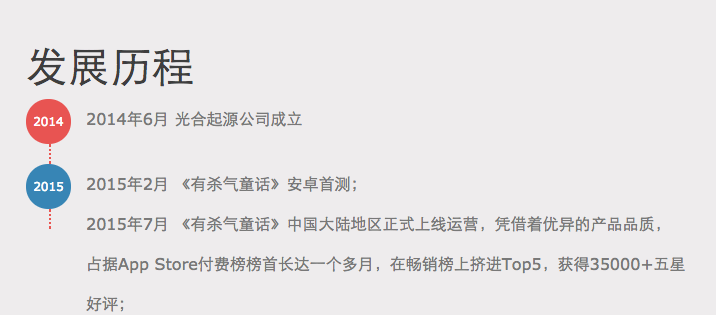 发展历程
2014
2014年6月 光合起源公司成立
2015
2015年2月 《有杀气童话》安卓首测；
2015年7月 《有杀气童话》中国大陆地区正式上线运营，凭借着优异的产品品质，
占据App Store付费榜榜首长达一个多月，在畅销榜上挤进Top5，获得35000+五星
好评；